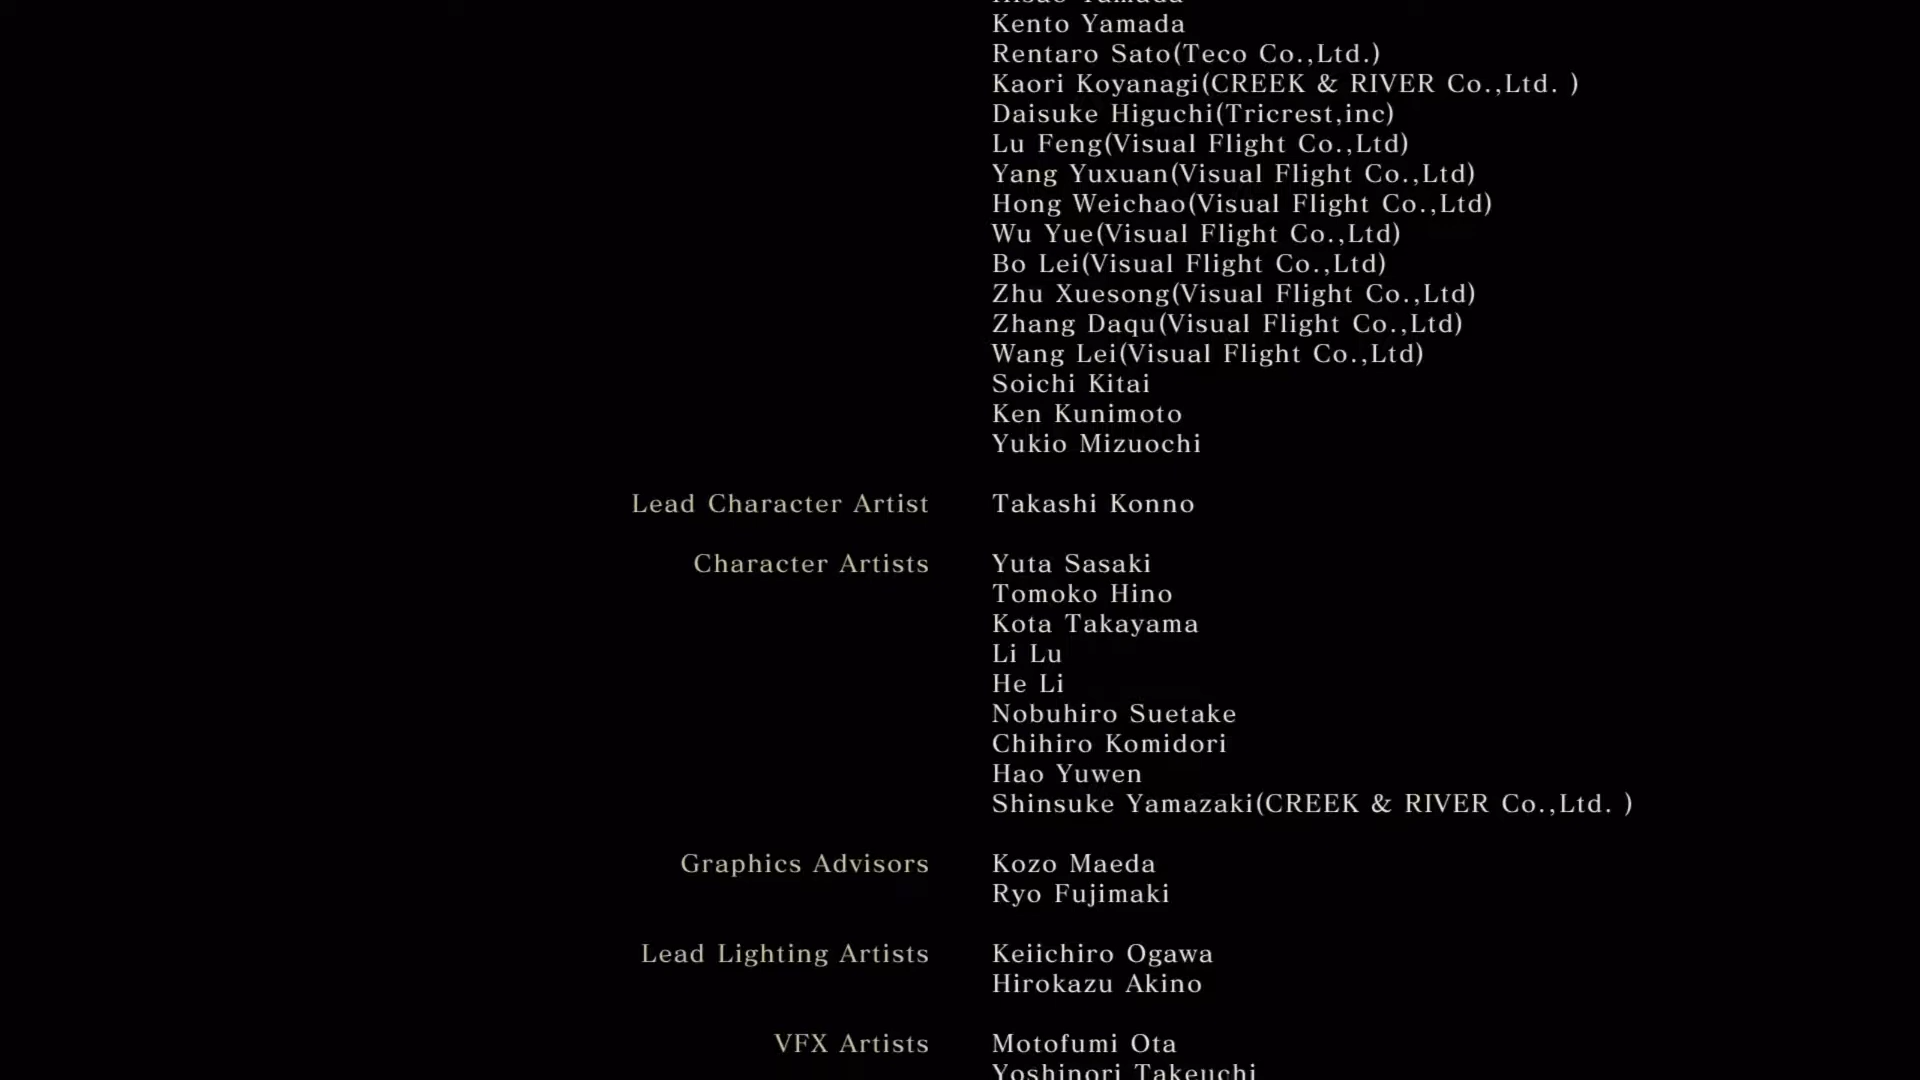 Hisao Yamada
Kento Yamada
Rentaro Sato(Teco Co.,Ltd.)
Kaori Koyanagi(CREEK & RIVER Co.,Ltd. )
Daisuke Higuchi(Tricrest,inc)
Lu Feng(Visual Flight Co.,Ltd)
Yang Yuxuan(Visual Flight Co.,Ltd)
Hong Weichao(Visual Flight Co.,Ltd)
Wu Yue(Visual Flight Co.,Ltd)
Bo Lei(Visual Flight Co.,Ltd)
Zhu Xuesong(Visual Flight Co.,Ltd)
Zhang Daqu(Visual Flight Co.,Ltd)
Wang Lei(Visual Flight Co.,Ltd)
Soichi Kitai
Ken Kunimoto
Yukio Mizuochi
Lead Character Artist Takashi Konno
Character Artists Yuta Sasaki
Tomoko Hino
Kota Takayama
Li Lu
He Li
Nobuhiro Suetake
Chihiro Komidori
Hao Yuwen
Shinsuke Yamazaki(CREEK & RIVER Co.,Ltd. )
Graphics Advisors Kozo Maeda
Ryo Fujimaki
Lead Lighting Artists Keiichiro Ogawa
Hirokazu Akino
VFX Artists Motofumi Ota
Yoshinori Takeuchi